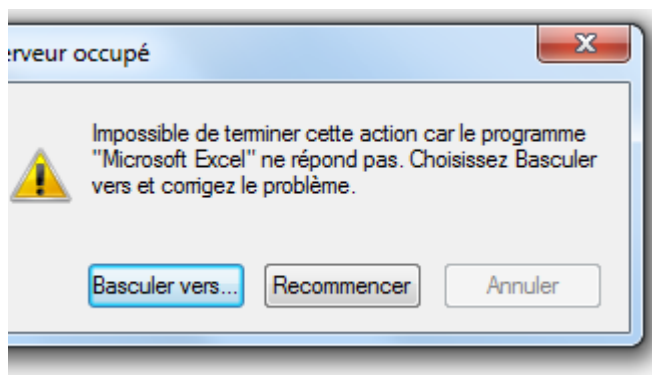 erveur occupé
Impossible de terminer cette action car le programme
"Microsoft Excel" ne répond pas. Choisissez Basculer
vers et corrigez le problème.
Basculer vers... Recommencer Annuler